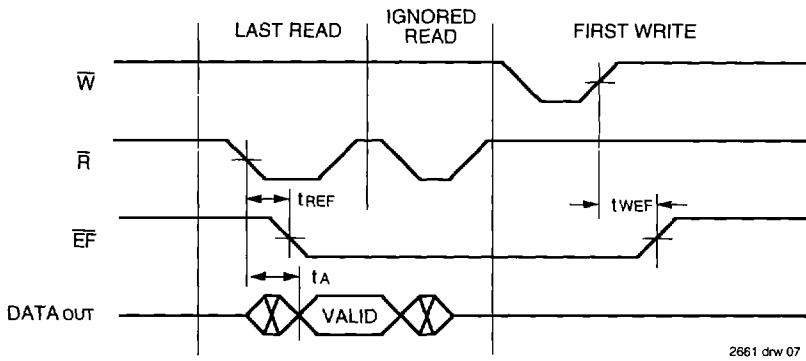 LAST READ
IGNORED
READ
FIRST WRITE
W
R
tREF
tWEF
EF
tA
DATA OUT
VALID
2661 drw 07